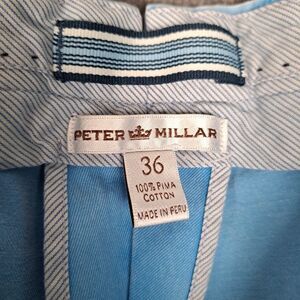 PETER MILLAR
36
100% PIMA
COTTON
MADE IN PERU